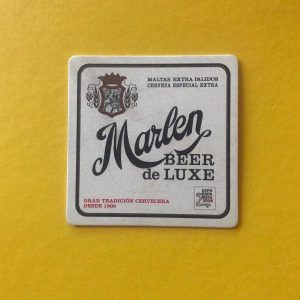 MALTAS EXTRA PALIDOS
CERVEZA ESPECIAL EXTRA
Marlen
BEER
de LUXE
GRAN TRADICIÓN CERVECERA
DESDE 1900